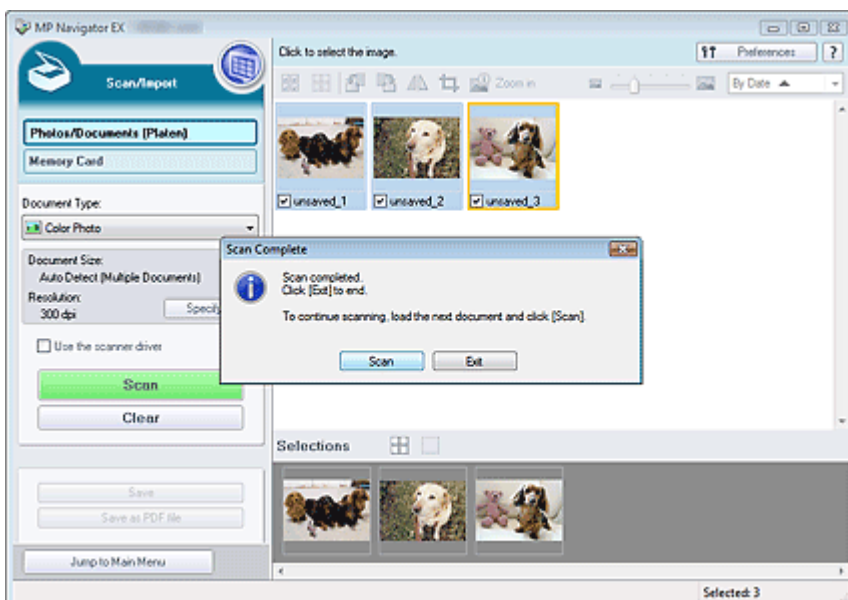 MP Navigator EX
Click to select the image.
Preferences
?
Scan/Import
Zoom in
By Date
Photos/Documents (Platen)
Memory Card
unsaved_1
unsaved_2
unsaved_3
Document Type:
Color Photo
Document Size:
Auto Detect (Multiple Documents)
Resolution:
300 dpi
Specify
Use the scanner driver
Scan
Clear
Scan Complete
Scan completed.
Click [Exit] to end.
To continue scanning, load the next document and click [Scan].
Scan
Exit
Selections
Save
Save as PDF file
Jump to Main Menu
Selected: 3